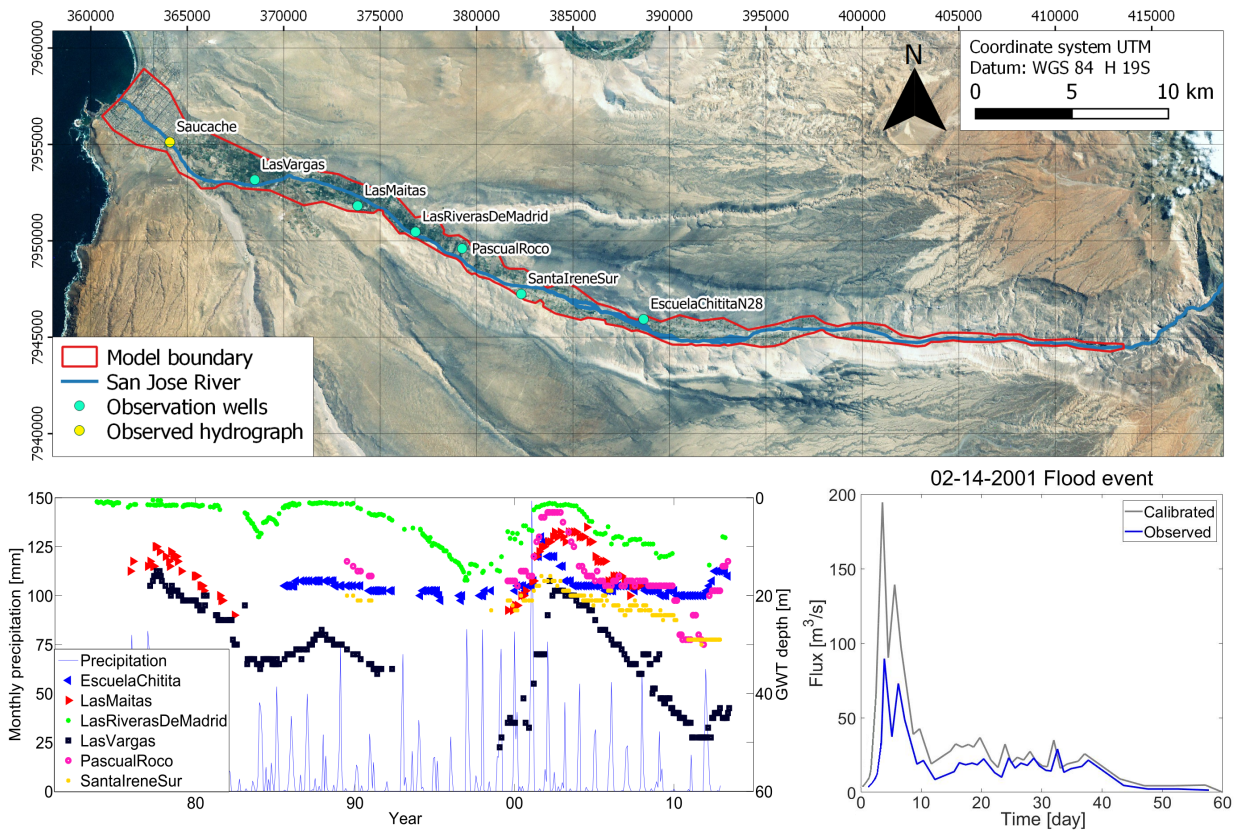 360000 365000 370000 375000 380000 385000 390000 395000 400000 405000 410000 415000
7960000
7955000
7950000
7945000
7940000
N
Coordinate system UTM
Datum: WGS 84 H 19S
0 5 10 km
Saucache
LasVargas
LasMaitas
LasRiverasDeMadrid
PascualRoco
SantaIreneSur
EscuelaChititaN28
Model boundary
San Jose River
Observation wells
Observed hydrograph
Monthly precipitation [mm]
150
125
100
75
50
25
0
Precipitation
EscuelaChitita
LasMaitas
LasRiverasDeMadrid
LasVargas
PascualRoco
SantaIreneSur
80 90 00 10
Year
0
20
40
60
GWT depth [m]
02-14-2001 Flood event
Calibrated
Observed
Flux [m³/s]
200
150
100
50
0
0 10 20 30 40 50 60
Time [day]